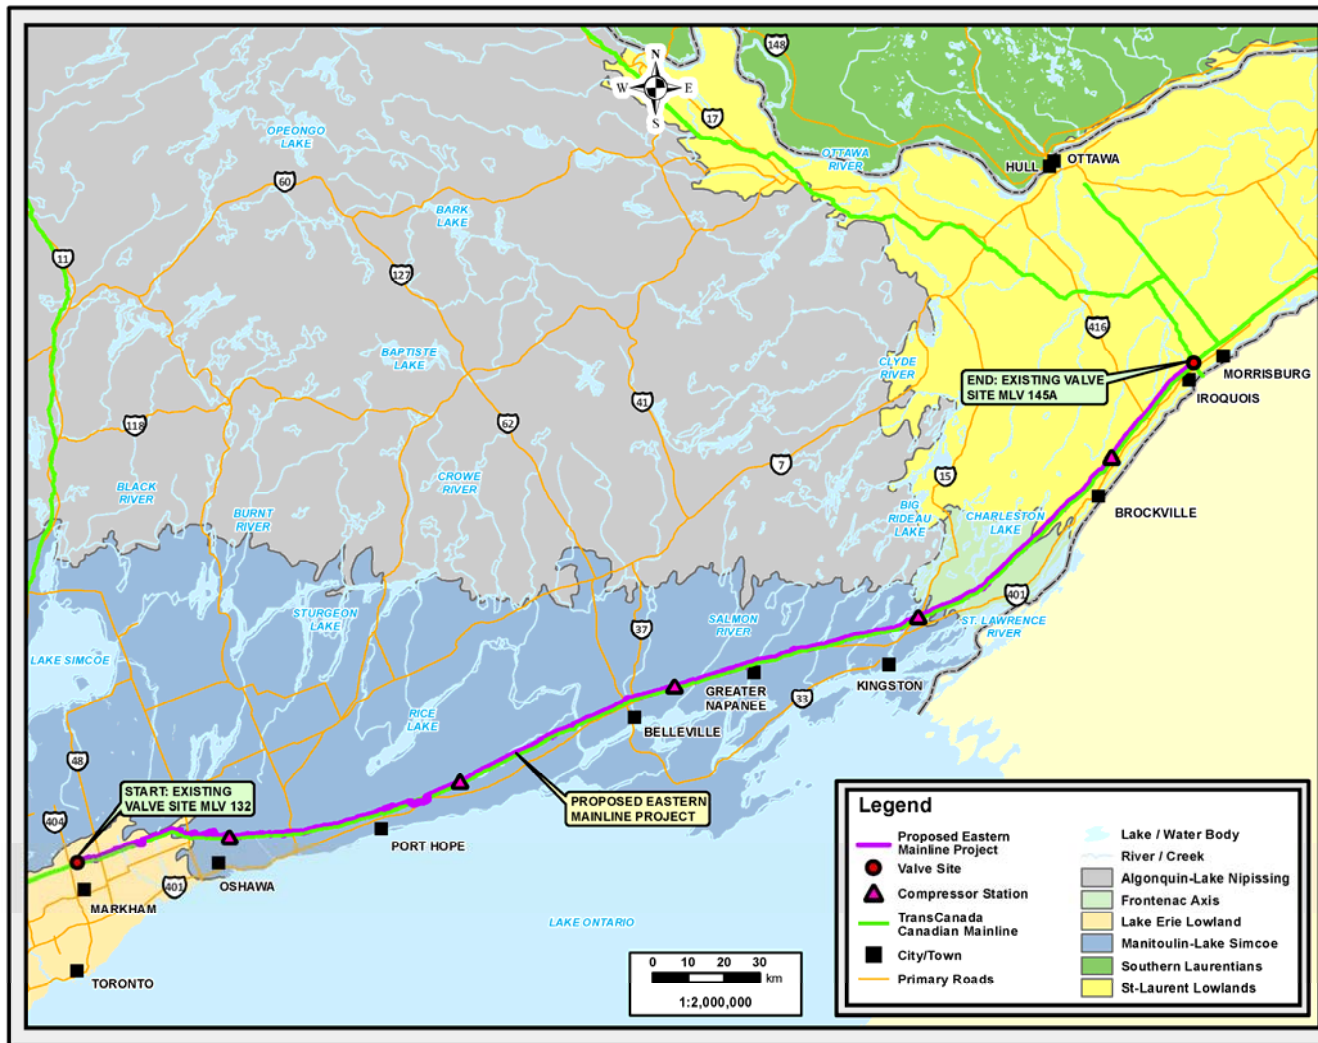 148
N
W E
S
17
OPEONGO
LAKE
OTTAWA
RIVER
HULL
OTTAWA
60
BARK
LAKE
11
127
416
BAPTISTE
LAKE
CLYDE
RIVER
MORRISBURG
END: EXISTING VALVE
SITE MLV 145A
IROQUOIS
41
118
62
7
15
CROWE
RIVER
BLACK
RIVER
BURNT
RIVER
BIG
RIDEAU
LAKE
CHARLESTON
LAKE
BROCKVILLE
401
STURGEON
LAKE
SALMON
RIVER
ST. LAWRENCE
RIVER
37
LAKE SIMCOE
KINGSTON
GREATER
NAPANEE
33
RICE
LAKE
BELLEVILLE
48
START: EXISTING
VALVE SITE MLV 132
PROPOSED EASTERN
MAINLINE PROJECT
404
PORT HOPE
OSHAWA
401
MARKHAM
LAKE ONTARIO
TORONTO
0 10 20 30
km
1:2,000,000
Legend
Proposed Eastern
Mainline Project
Valve Site
Compressor Station
TransCanada
Canadian Mainline
City/Town
Primary Roads
Lake / Water Body
River / Creek
Algonquin-Lake Nipissing
Frontenac Axis
Lake Erie Lowland
Manitoulin-Lake Simcoe
Southern Laurentians
St-Laurent Lowlands